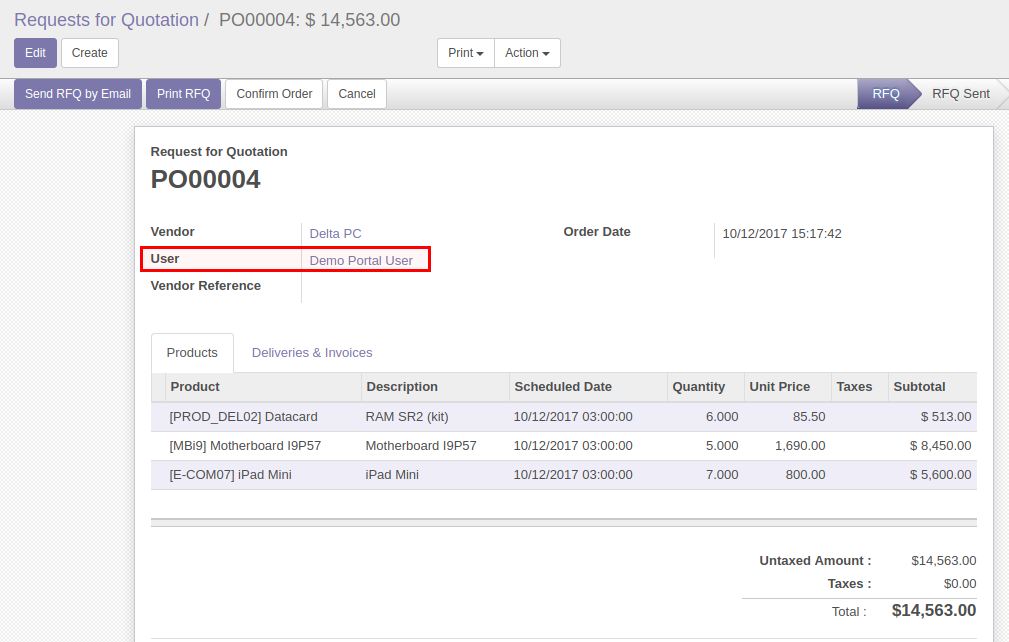 Requests for Quotation / PO00004: $ 14,563.00
Edit Create Print Action
Send RFQ by Email Print RFQ Confirm Order Cancel RFQ RFQ Sent
Request for Quotation
PO00004
Vendor Delta PC Order Date 10/12/2017 15:17:42
User Demo Portal User
Vendor Reference
Products Deliveries & Invoices
Product Description Scheduled Date Quantity Unit Price Taxes Subtotal
[PROD_DEL02] Datacard RAM SR2 (kit) 10/12/2017 03:00:00 6.000 85.50 $ 513.00
[MBi9] Motherboard I9P57 Motherboard I9P57 10/12/2017 03:00:00 5.000 1,690.00 $ 8,450.00
[E-COM07] iPad Mini iPad Mini 10/12/2017 03:00:00 7.000 800.00 $ 5,600.00
Untaxed Amount : $14,563.00
Taxes : $0.00
Total : $14,563.00